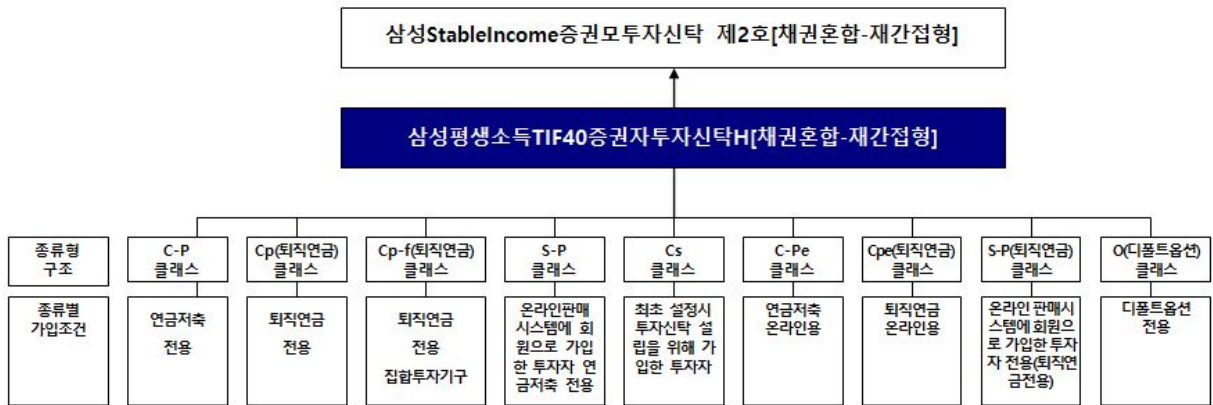 삼성StableIncome증권모투자신탁 제2호[채권혼합-재간접형]
삼성평생소득TIF40증권자투자신탁H[채권혼합-재간접형]
종류형
구조
C-P
클래스
Cp(퇴직연금)
클래스
Cp-f(퇴직연금)
클래스
S-P
클래스
Cs
클래스
C-Pe
클래스
Cpe(퇴직연금)
클래스
S-P(퇴직연금)
클래스
O(디폴트옵션)
클래스
종류별
가입조건
연금저축
전용
퇴직연금
전용
퇴직연금
전용
집합투자기구
온라인판매
시스템에 회
원으로 가입
한 투자자 연
금저축 전용
최초 설정시
투자신탁 설
립을 위해 가
입한 투자자
연금저축
온라인용
퇴직연금
온라인용
온라인 판매시
스템에 회원으
로 가입한 투자
자 전용(퇴직연
금전용)
디폴트옵션
전용